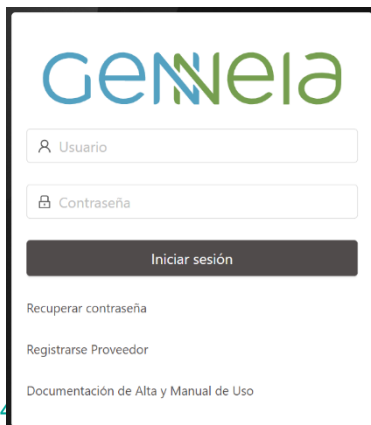 GENNEIA
Usuario
Contraseña
Iniciar sesión
Recuperar contraseña
Registrarse Proveedor
Documentación de Alta y Manual de Uso